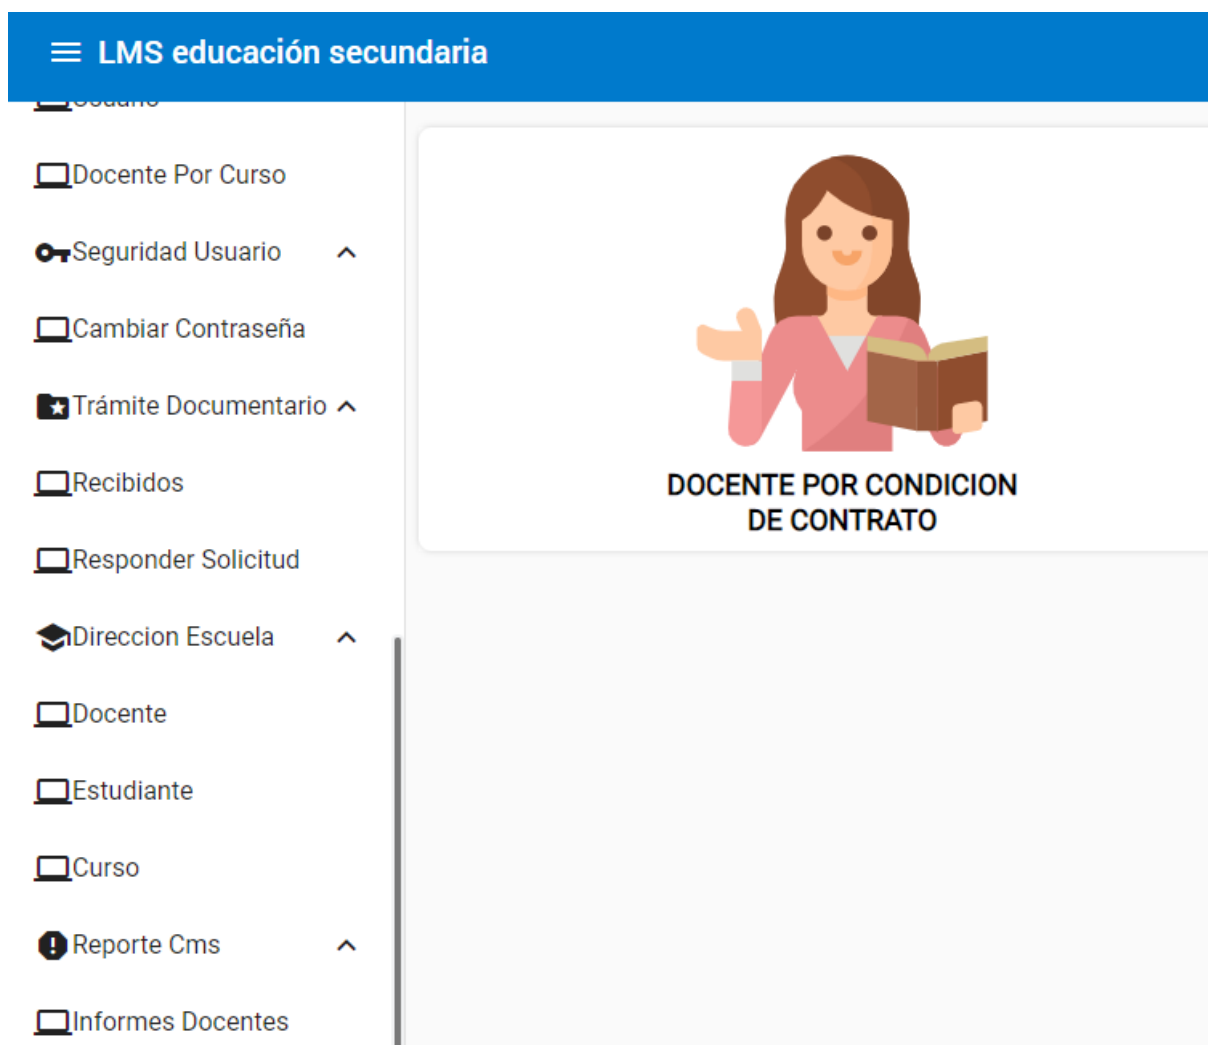 LMS educación secundaria
Docente Por Curso
Seguridad Usuario
Cambiar Contraseña
Trámite Documentario
Recibidos
Responder Solicitud
Direccion Escuela
Docente
Estudiante
Curso
Reporte Cms
Informes Docentes
DOCENTE POR CONDICION
DE CONTRATO